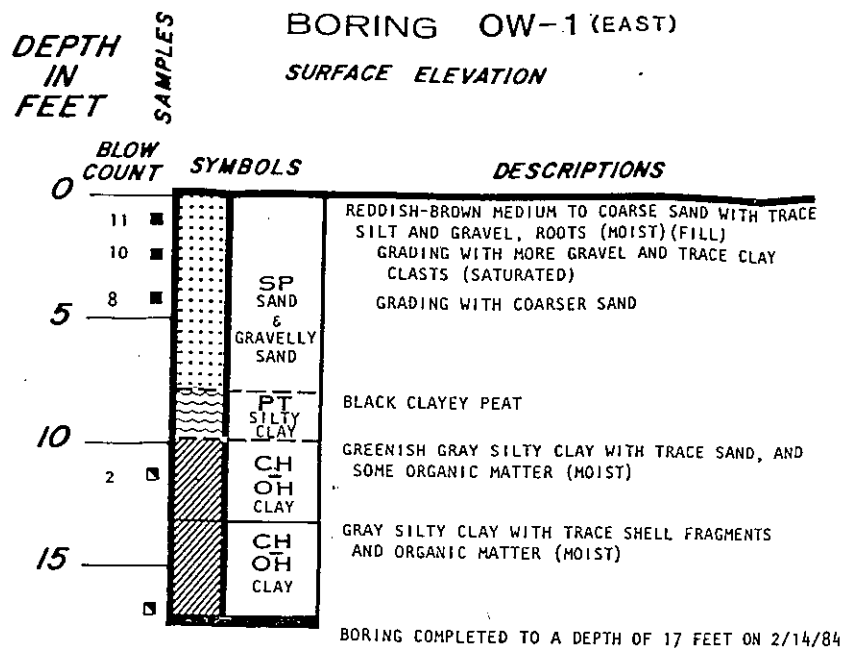 BORING OW-1 (EAST)
SURFACE ELEVATION
DEPTH
IN
FEET
SAMPLES
BLOW
COUNT
SYMBOLS
DESCRIPTIONS
0
11
REDDISH-BROWN MEDIUM TO COARSE SAND WITH TRACE
SILT AND GRAVEL, ROOTS (MOIST)(FILL)
10
GRADING WITH MORE GRAVEL AND TRACE CLAY
CLASTS (SATURATED)
8
GRADING WITH COARSER SAND
5
SP
SAND
&
GRAVELLY
SAND
PT
SILTY
CLAY
BLACK CLAYEY PEAT
10
2
CH
OH
CLAY
GREENISH GRAY SILTY CLAY WITH TRACE SAND, AND
SOME ORGANIC MATTER (MOIST)
15
CH
OH
CLAY
GRAY SILTY CLAY WITH TRACE SHELL FRAGMENTS
AND ORGANIC MATTER (MOIST)
BORING COMPLETED TO A DEPTH OF 17 FEET ON 2/14/84